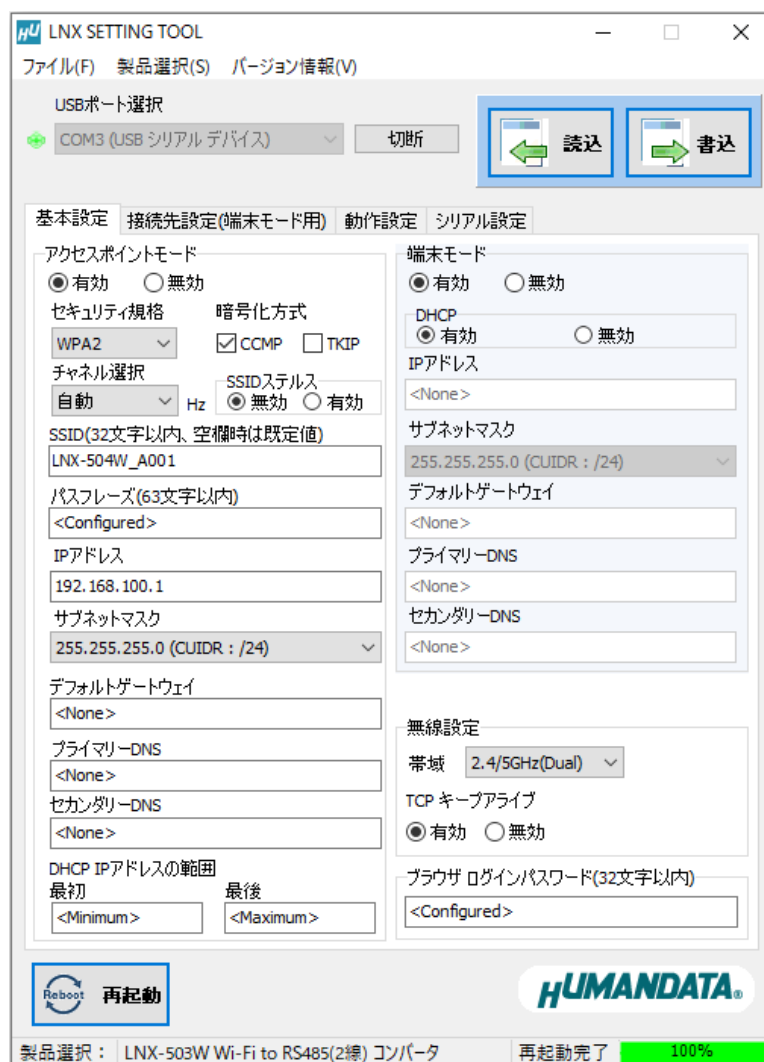 HU LNX SETTING TOOL
ファイル(F) 製品選択(S) バージョン情報(V)
USBポート選択
COM3 (USB シリアル デバイス) 切断 読込 書込
基本設定 接続先設定(端末モード用) 動作設定 シリアル設定
アクセスポイントモード
有効 無効
セキュリティ規格 暗号化方式
WPA2 CCMP TKIP
チャネル選択
自動 Hz
SSIDステルス
無効 有効
SSID(32文字以内、空欄時は既定値)
LNX-504W_A001
パスフレーズ(63文字以内)
<Configured>
IPアドレス
192.168.100.1
サブネットマスク
255.255.255.0 (CUIDR : /24)
デフォルトゲートウェイ
<None>
プライマリーDNS
<None>
セカンダリーDNS
<None>
DHCP IPアドレスの範囲
最初 最後
<Minimum> <Maximum>
端末モード
有効 無効
DHCP
有効 無効
IPアドレス
<None>
サブネットマスク
255.255.255.0 (CUIDR : /24)
デフォルトゲートウェイ
<None>
プライマリーDNS
<None>
セカンダリーDNS
<None>
無線設定
帯域 2.4/5GHz(Dual)
TCP キープアライブ
有効 無効
ブラウザ ログインパスワード(32文字以内)
<Configured>
Reboot 再起動
HUMANDATA®
製品選択： LNX-503W Wi-Fi to RS485(2線) コンバータ 再起動完了 100%